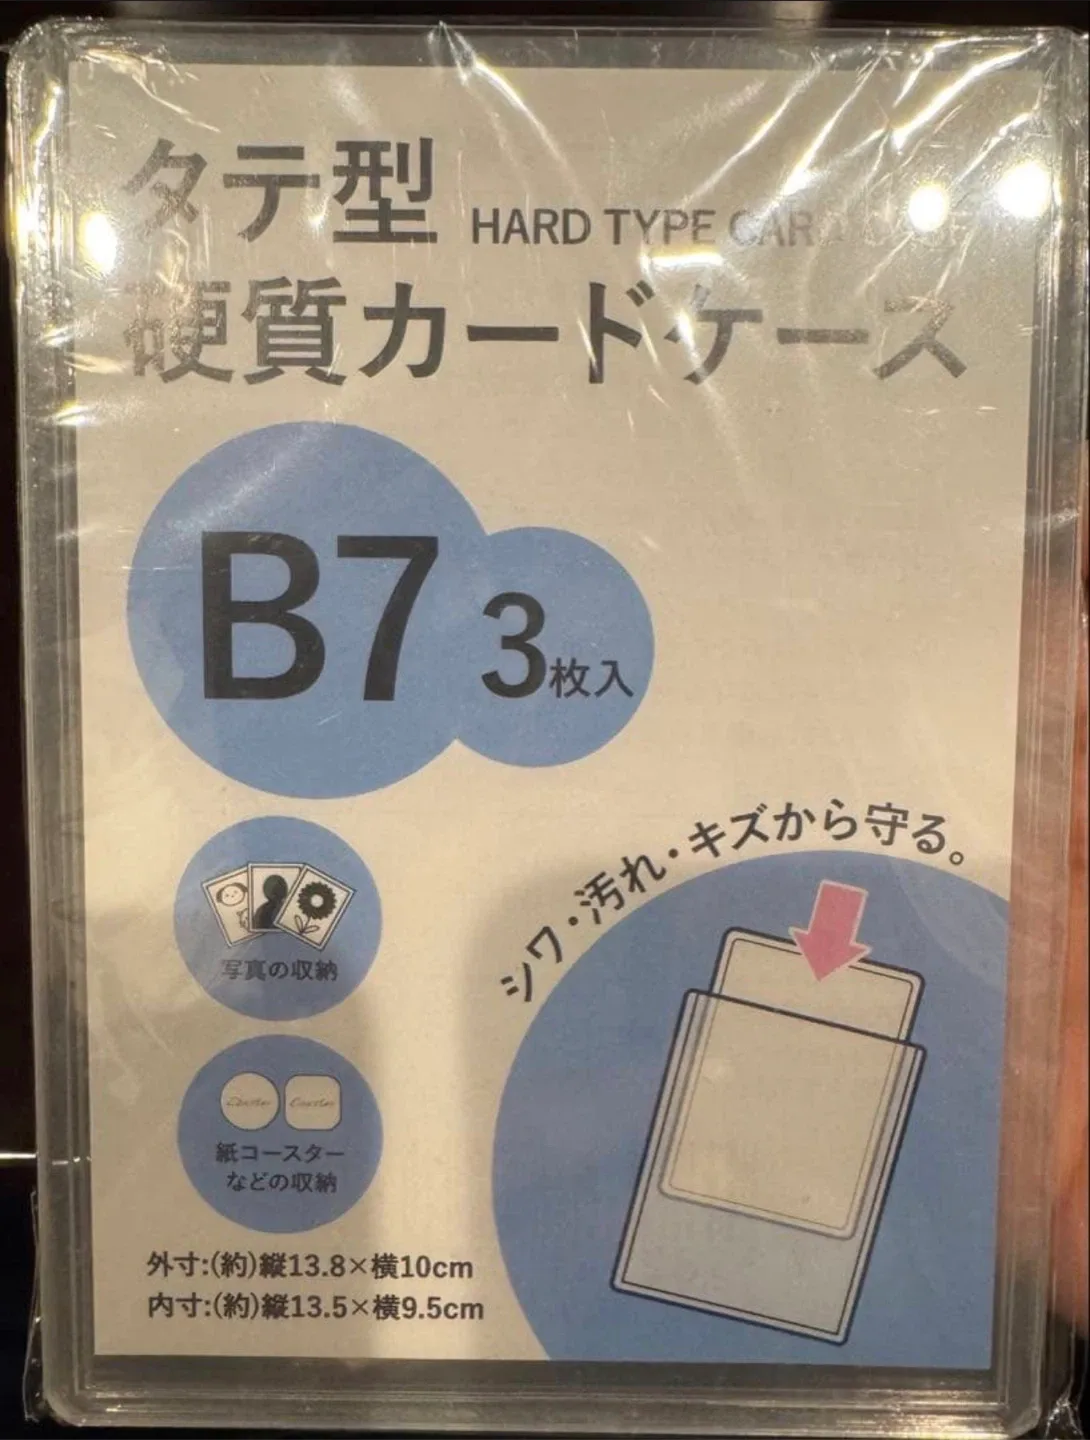 タテ型
HARD TYPE CAR
硬質カードケース
B7
3枚入
シワ・汚れ・キズから守る。
写真の収納
Coaster Coaster
紙コースター
などの収納
外寸:(約)縦13.8×横10cm
内寸:(約)縦13.5×横9.5cm